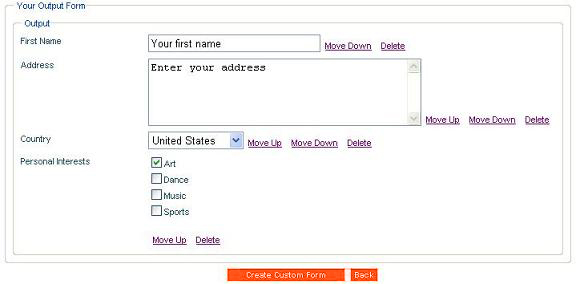 Your Output Form
Output
First Name Your first name Move Down Delete
Address Enter your address
Move Up Move Down Delete
Country United States Move Up Move Down Delete
Personal Interests Art
Dance
Music
Sports
Move Up Delete
Create Custom Form Back